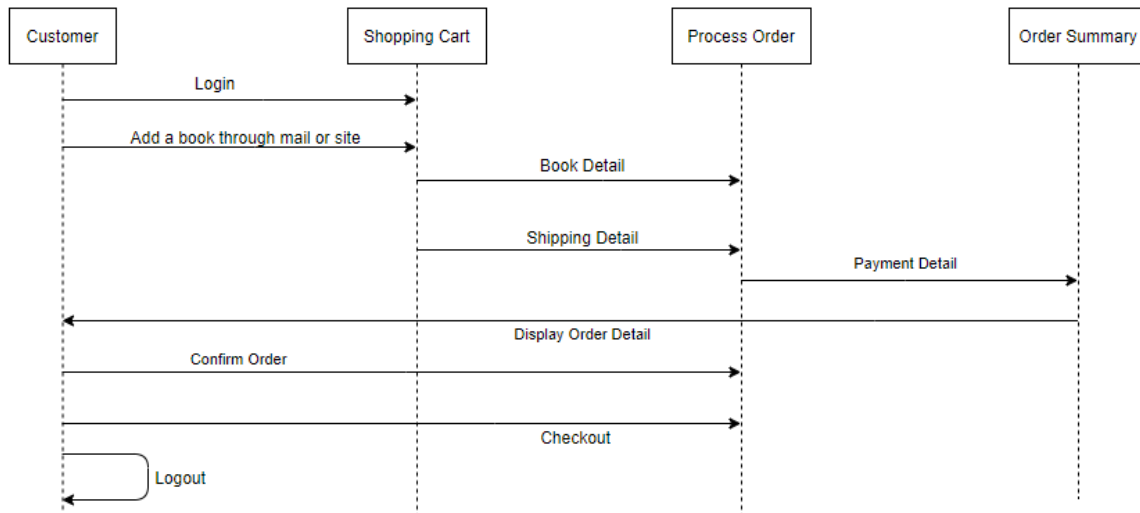 Customer
Shopping Cart
Process Order
Order Summary
Login
Add a book through mail or site
Book Detail
Shipping Detail
Payment Detail
Display Order Detail
Confirm Order
Checkout
Logout